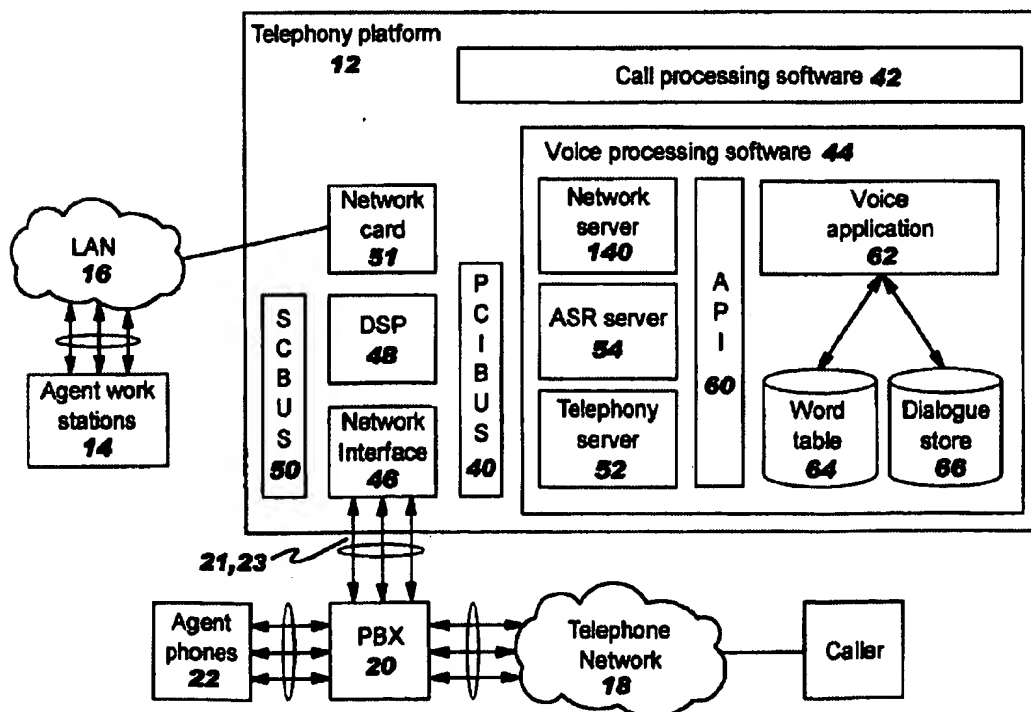 Telephony platform
12
Call processing software 42
Voice processing software 44
Network
card
51
Network
server
140
Voice
application
62
LAN
16
SCBUS
50
DSP
48
PCIBUS
40
ASR server
54
API
60
Agent work
stations
14
Network
Interface
46
Telephony
server
52
Word
table
64
Dialogue
store
66
21,23
Agent
phones
22
PBX
20
Telephone
Network
18
Caller